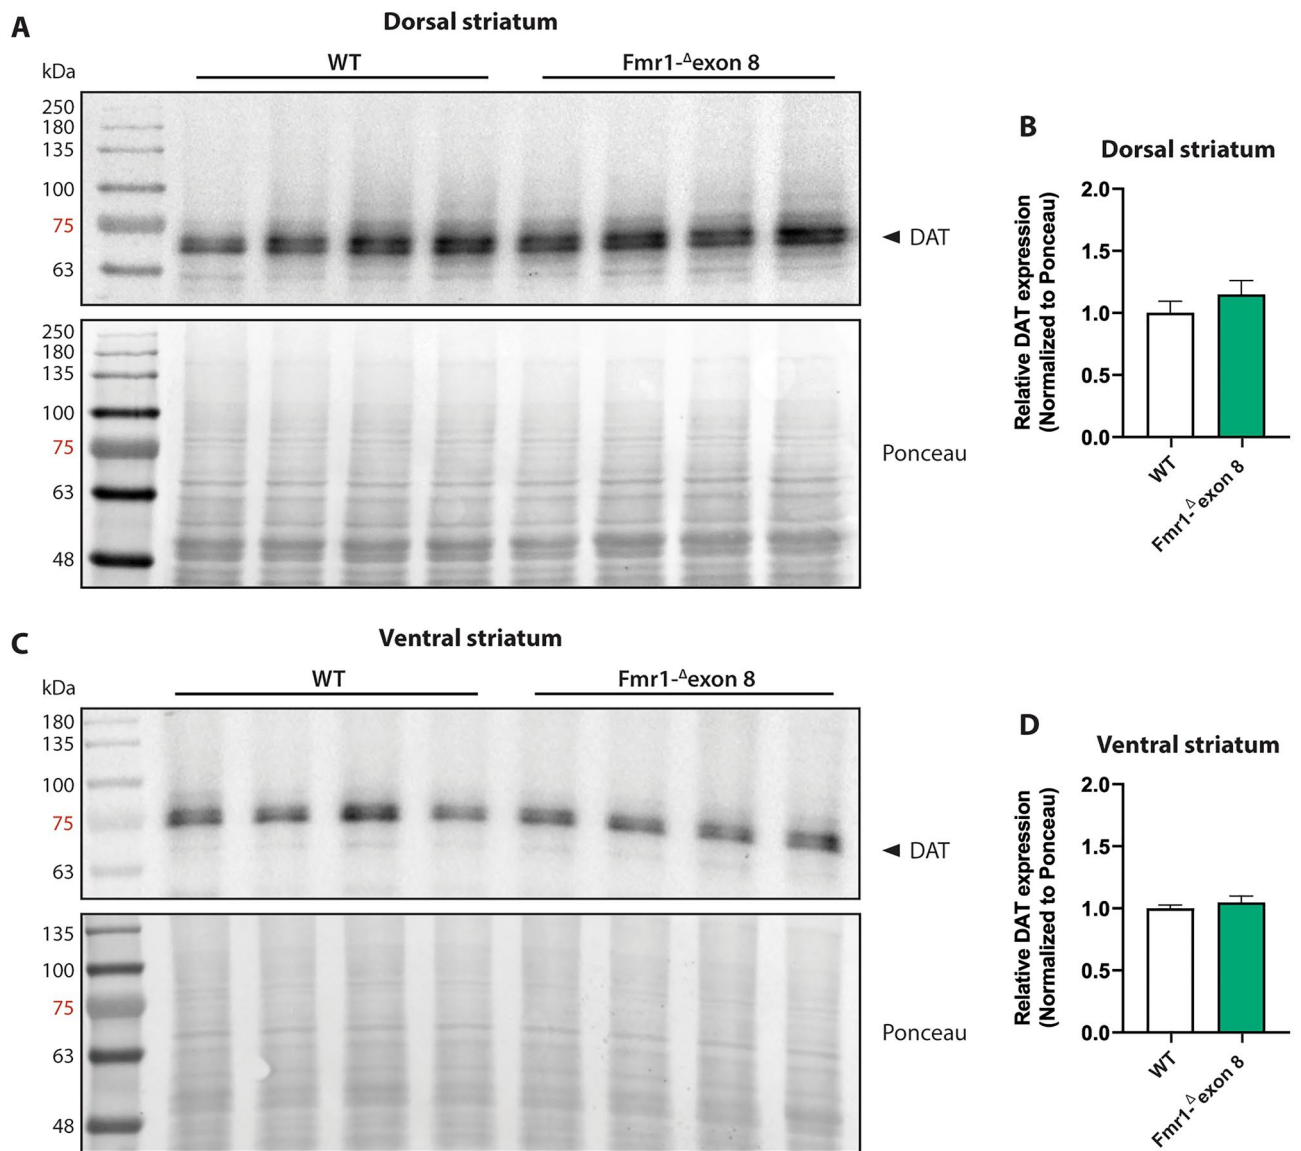 A
Dorsal striatum
WT
Fmr1-Δexon 8
kDa
250
180
135
100
75
63
DAT
250
180
135
100
75
63
48
Ponceau
B
Dorsal striatum
Relative DAT expression
(Normalized to Ponceau)
2.0
1.5
1.0
0.5
0.0
WT
Fmr1-Δexon 8
C
Ventral striatum
WT
Fmr1-Δexon 8
kDa
180
135
100
75
63
DAT
135
100
75
63
48
Ponceau
D
Ventral striatum
Relative DAT expression
(Normalized to Ponceau)
2.0
1.5
1.0
0.5
0.0
WT
Fmr1-Δexon 8